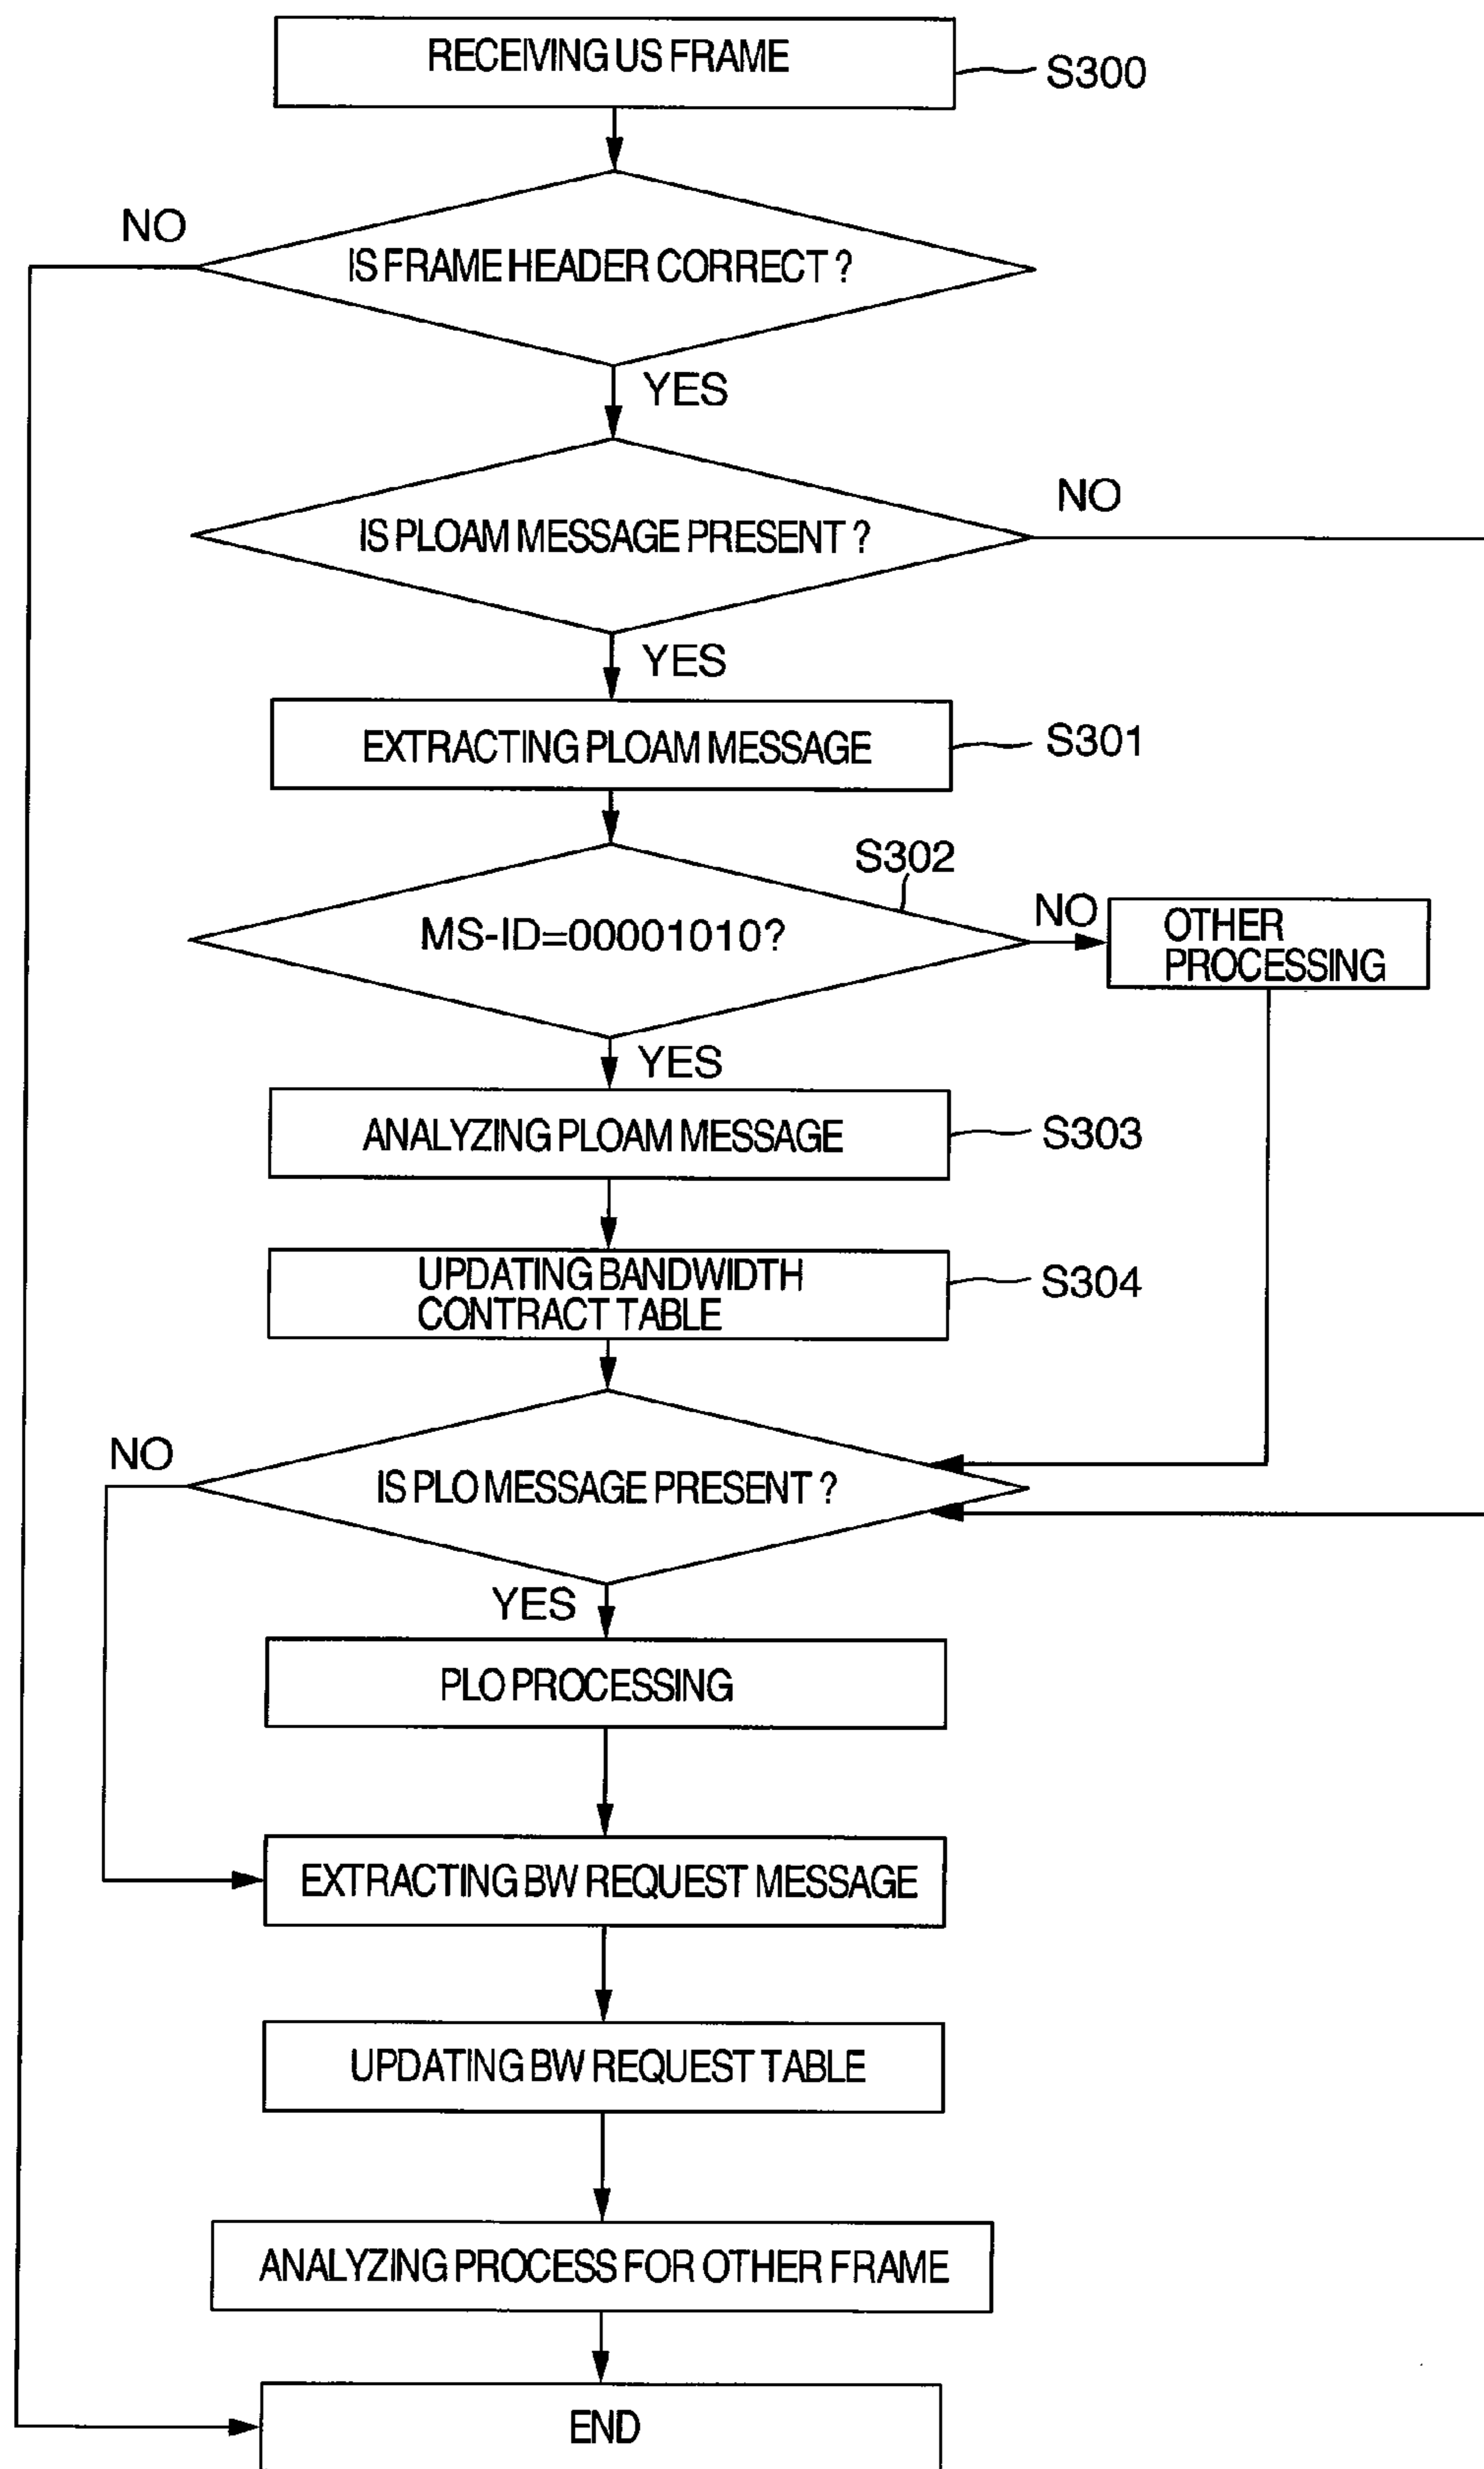 RECEIVING US FRAME
S300
NO
IS FRAME HEADER CORRECT ?
YES
NO
IS PLOAM MESSAGE PRESENT ?
YES
EXTRACTING PLOAM MESSAGE
S301
S302
MS-ID=00001010?
NO
OTHER
PROCESSING
YES
ANALYZING PLOAM MESSAGE
S303
UPDATING BANDWIDTH
CONTRACT TABLE
S304
NO
IS PLO MESSAGE PRESENT ?
YES
PLO PROCESSING
EXTRACTING BW REQUEST MESSAGE
UPDATING BW REQUEST TABLE
ANALYZING PROCESS FOR OTHER FRAME
END